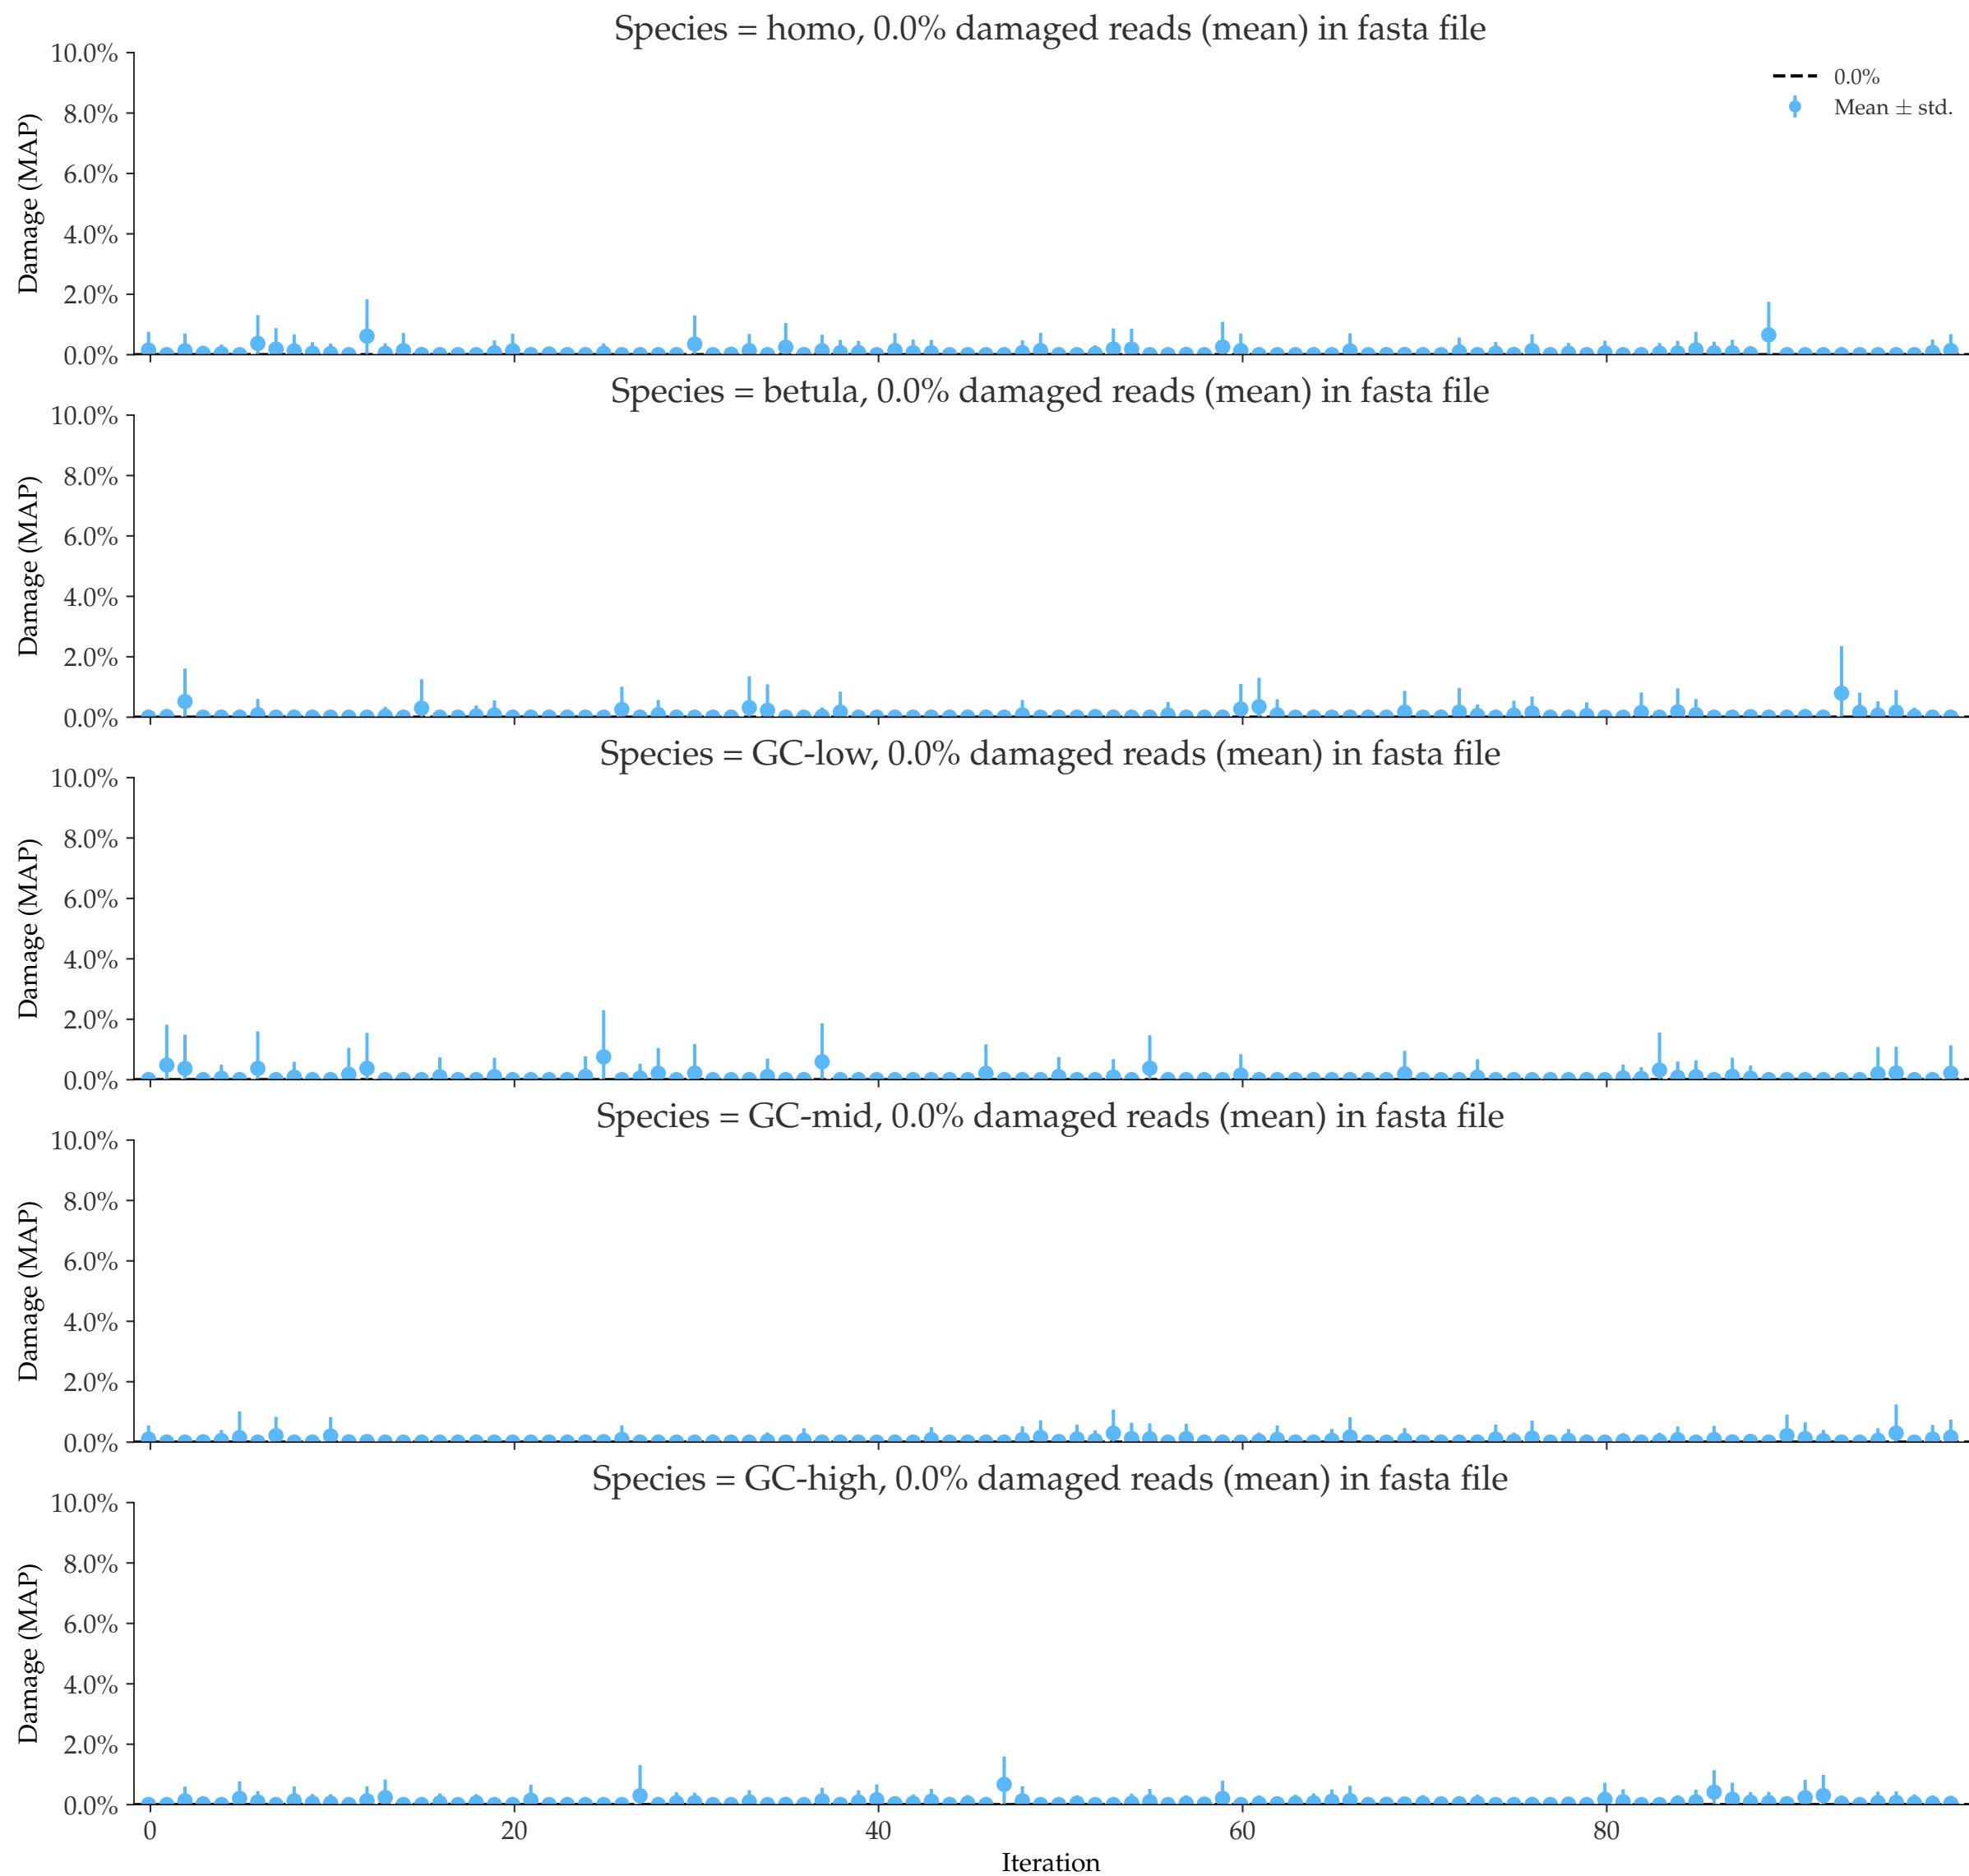 Species = homo, 0.0% damaged reads (mean) in fasta file
10.0%
8.0%
6.0%
4.0%
2.0%
0.0%
Damage (MAP)
0.0%
Mean ± std.
Species = betula, 0.0% damaged reads (mean) in fasta file
10.0%
8.0%
6.0%
4.0%
2.0%
0.0%
Damage (MAP)
Species = GC-low, 0.0% damaged reads (mean) in fasta file
10.0%
8.0%
6.0%
4.0%
2.0%
0.0%
Damage (MAP)
Species = GC-mid, 0.0% damaged reads (mean) in fasta file
10.0%
8.0%
6.0%
4.0%
2.0%
0.0%
Damage (MAP)
Species = GC-high, 0.0% damaged reads (mean) in fasta file
10.0%
8.0%
6.0%
4.0%
2.0%
0.0%
Damage (MAP)
0 20 40 60 80
Iteration